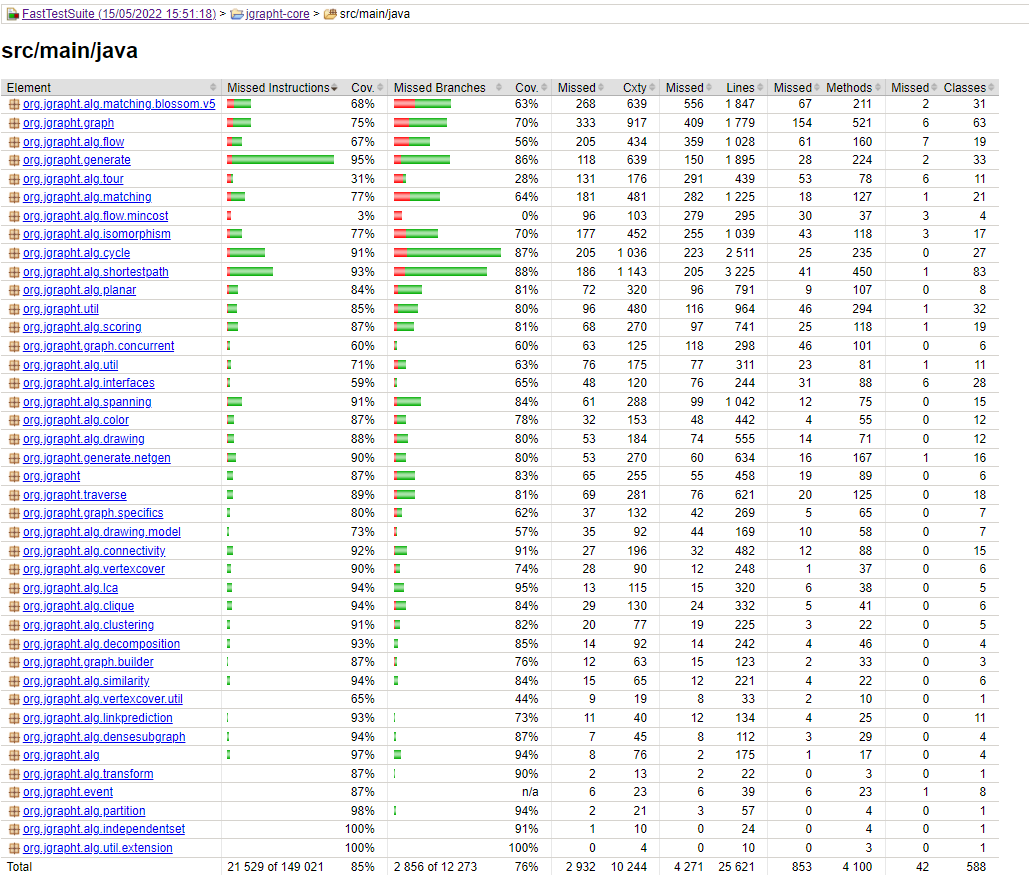 FastTestSuite (15/05/2022 15:51:18) > jgrapht-core > src/main/java
src/main/java
Element Missed Instructions Cov. Missed Branches Cov. Missed Cxty Missed Lines Missed Methods Missed Classes
org.jgrapht.alg.matching.blossom.v5 68% 63% 268 639 556 1 847 67 211 2 31
org.jgrapht.graph 75% 70% 333 917 409 1 779 154 521 6 63
org.jgrapht.alg.flow 67% 56% 205 434 359 1 028 61 160 7 19
org.jgrapht.generate 95% 86% 118 639 150 1 895 28 224 2 33
org.jgrapht.alg.tour 31% 28% 131 176 291 439 53 78 6 11
org.jgrapht.alg.matching 77% 64% 181 481 282 1 225 18 127 1 21
org.jgrapht.alg.flow.mincost 3% 0% 96 103 279 295 30 37 3 4
org.jgrapht.alg.isomorphism 77% 70% 177 452 255 1 039 43 118 3 17
org.jgrapht.alg.cycle 91% 87% 205 1 036 223 2 511 25 235 0 27
org.jgrapht.alg.shortestpath 93% 88% 186 1 143 205 3 225 41 450 1 83
org.jgrapht.alg.planar 84% 81% 72 320 96 791 9 107 0 8
org.jgrapht.util 85% 80% 96 480 116 964 46 294 1 32
org.jgrapht.alg.scoring 87% 81% 68 270 97 741 25 118 1 19
org.jgrapht.graph.concurrent 60% 60% 63 125 118 298 46 101 0 6
org.jgrapht.alg.util 71% 63% 76 175 77 311 23 81 1 11
org.jgrapht.alg.interfaces 59% 65% 48 120 76 244 31 88 6 28
org.jgrapht.alg.spanning 91% 84% 61 288 99 1 042 12 75 0 15
org.jgrapht.alg.color 87% 78% 32 153 48 442 4 55 0 12
org.jgrapht.alg.drawing 88% 80% 53 184 74 555 14 71 0 12
org.jgrapht.generate.netgen 90% 80% 53 270 60 634 16 167 1 16
org.jgrapht 87% 83% 65 255 55 458 19 89 0 6
org.jgrapht.traverse 89% 81% 69 281 76 621 20 125 0 18
org.jgrapht.graph.specifics 80% 62% 37 132 42 269 5 65 0 7
org.jgrapht.alg.drawing.model 73% 57% 35 92 44 169 10 58 0 7
org.jgrapht.alg.connectivity 92% 91% 27 196 32 482 12 88 0 15
org.jgrapht.alg.vertexcover 90% 74% 28 90 12 248 1 37 0 6
org.jgrapht.alg.lca 94% 95% 13 115 15 320 6 38 0 5
org.jgrapht.alg.clique 94% 84% 29 130 24 332 5 41 0 6
org.jgrapht.alg.clustering 91% 82% 20 77 19 225 3 22 0 5
org.jgrapht.alg.decomposition 93% 85% 14 92 14 242 4 46 0 4
org.jgrapht.graph.builder 87% 76% 12 63 15 123 2 33 0 3
org.jgrapht.alg.similarity 94% 84% 15 65 12 221 4 22 0 6
org.jgrapht.alg.vertexcover.util 65% 44% 9 19 8 33 2 10 0 1
org.jgrapht.alg.linkprediction 93% 73% 11 40 12 134 4 25 0 11
org.jgrapht.alg.densesubgraph 94% 87% 7 45 8 112 3 29 0 4
org.jgrapht.alg 97% 94% 8 76 2 175 1 17 0 4
org.jgrapht.alg.transform 87% 90% 2 13 2 22 0 3 0 1
org.jgrapht.event 87% n/a 6 23 6 39 6 23 1 8
org.jgrapht.alg.partition 98% 94% 2 21 3 57 0 4 0 1
org.jgrapht.alg.independentset 100% 91% 1 10 0 24 0 4 0 1
org.jgrapht.alg.util.extension 100% 100% 0 4 0 10 0 3 0 1
Total 21 529 of 149 021 85% 2 856 of 12 273 76% 2 932 10 244 4 271 25 621 853 4 100 42 588